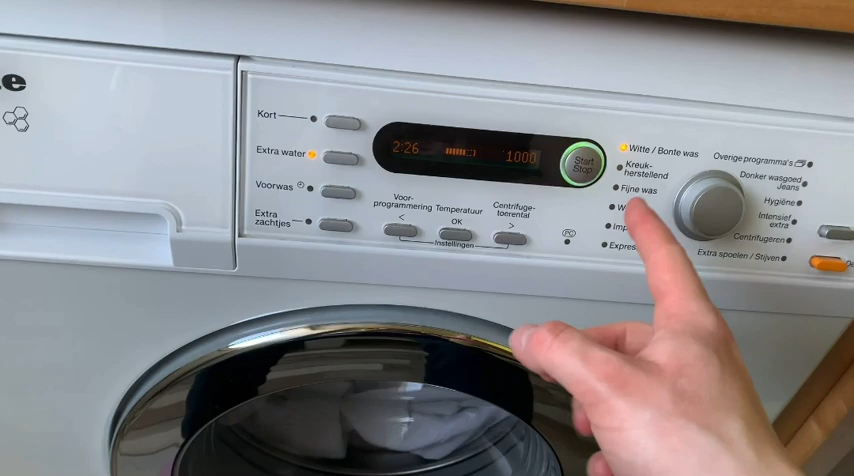 Kort
Extra water
Voorwas
Extra
zachtjes
2:26
1000
Start
Stop
Voor-
programmering
Temperatuur
Centrifuge-
toerental
<
OK
>
Instellingen
PC
Witte / Bonte was
Kreuk-
herstellend
Fijne was
Overige programma's
Donker wasgoed
Jeans
Hygiëne
Intensief
extra
Centrifugeren
Extra spoelen / Stijven